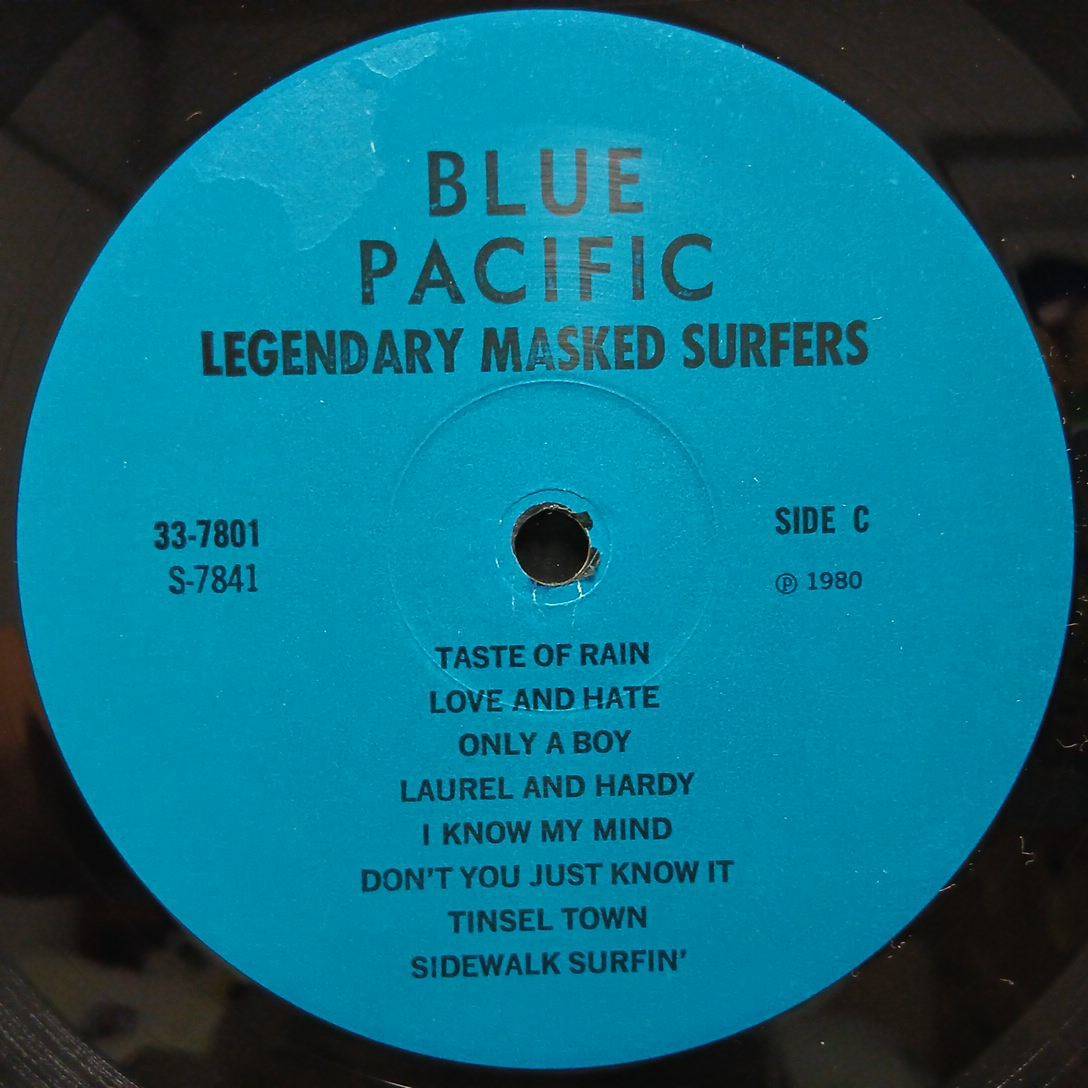 BLUE
PACIFIC
LEGENDARY MASKED SURFERS
33-7801
S-7841
SIDE C
℗ 1980
TASTE OF RAIN
LOVE AND HATE
ONLY A BOY
LAUREL AND HARDY
I KNOW MY MIND
DON'T YOU JUST KNOW IT
TINSEL TOWN
SIDEWALK SURFIN'